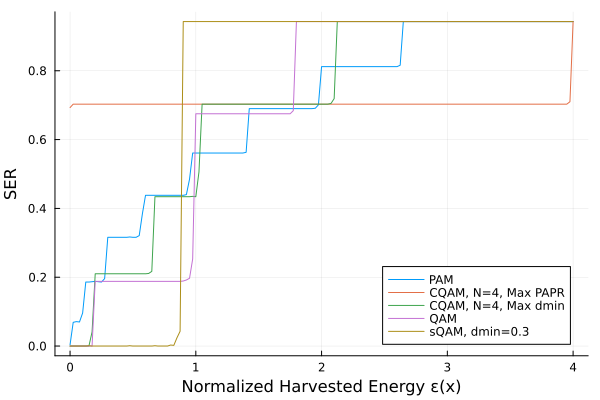 0.8
0.6
0.4
0.2
0.0
SER
0 1 2 3 4
Normalized Harvested Energy ε(x)
PAM
CQAM, N=4, Max PAPR
CQAM, N=4, Max dmin
QAM
sQAM, dmin=0.3